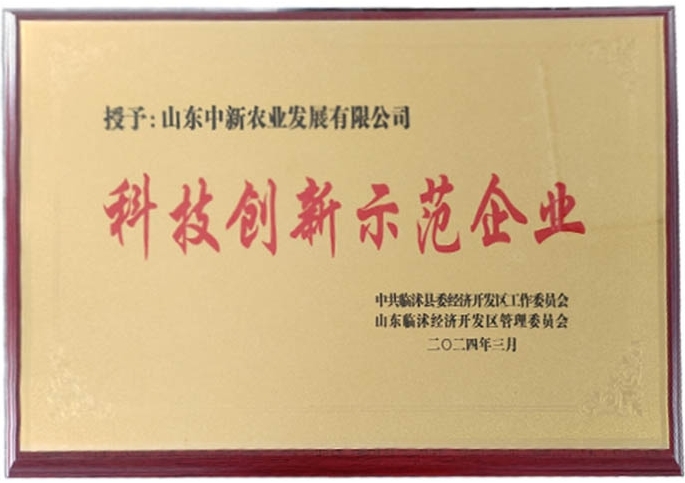 授予:山东中新农业发展有限公司
科技创新示范企业
中共临沭县委经济开发区工作委员会
山东临沭经济开发区管理委员会
二〇二四年三月